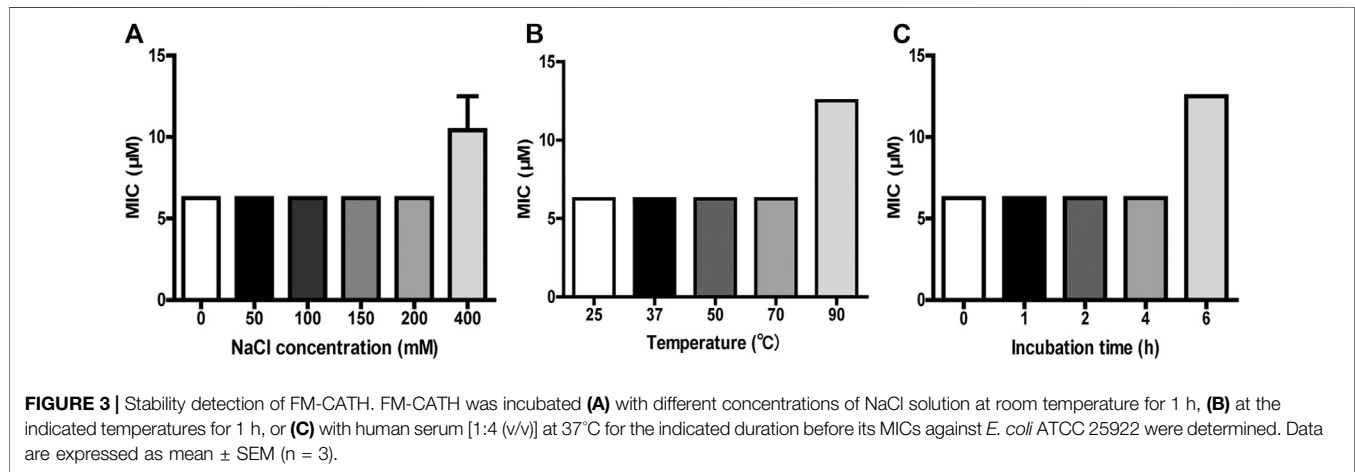 A
15
10
5
0
MIC (µM)
0 50 100 150 200 400
NaCl concentration (mM)
B
15
10
5
0
MIC (µM)
25 37 50 70 90
Temperature (℃)
C
15
10
5
0
MIC (µM)
0 1 2 4 6
Incubation time (h)
FIGURE 3 | Stability detection of FM-CATH. FM-CATH was incubated (A) with different concentrations of NaCl solution at room temperature for 1 h, (B) at the
indicated temperatures for 1 h, or (C) with human serum [1:4 (v/v)] at 37°C for the indicated duration before its MICs against E. coli ATCC 25922 were determined. Data
are expressed as mean ± SEM (n = 3).